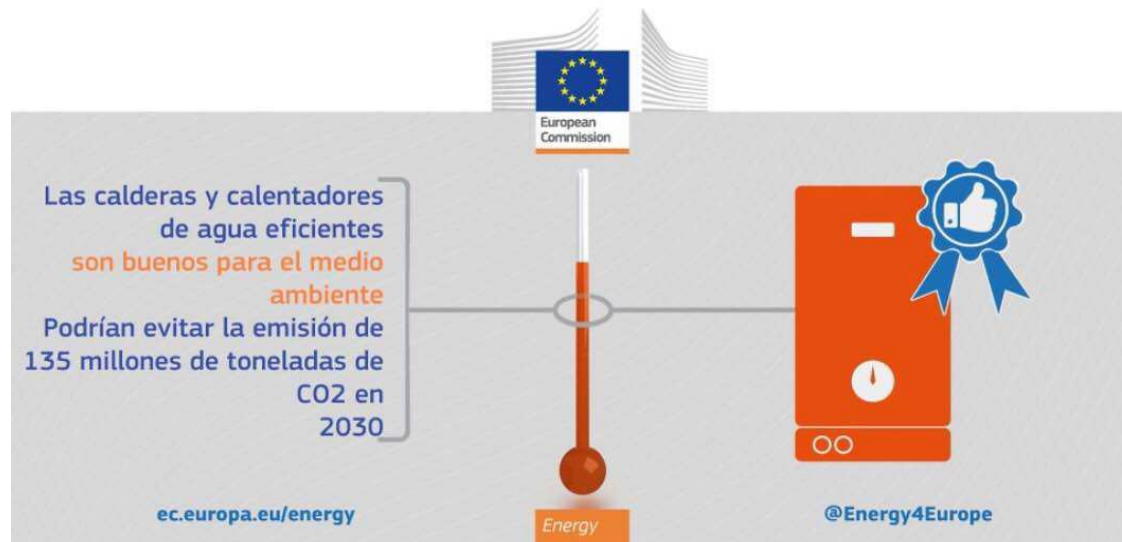 European
Commission
Las calderas y calentadores
de agua eficientes
son buenos para el medio
ambiente
Podrían evitar la emisión de
135 millones de toneladas de
CO2 en
2030
ec.europa.eu/energy
Energy
@Energy4Europe